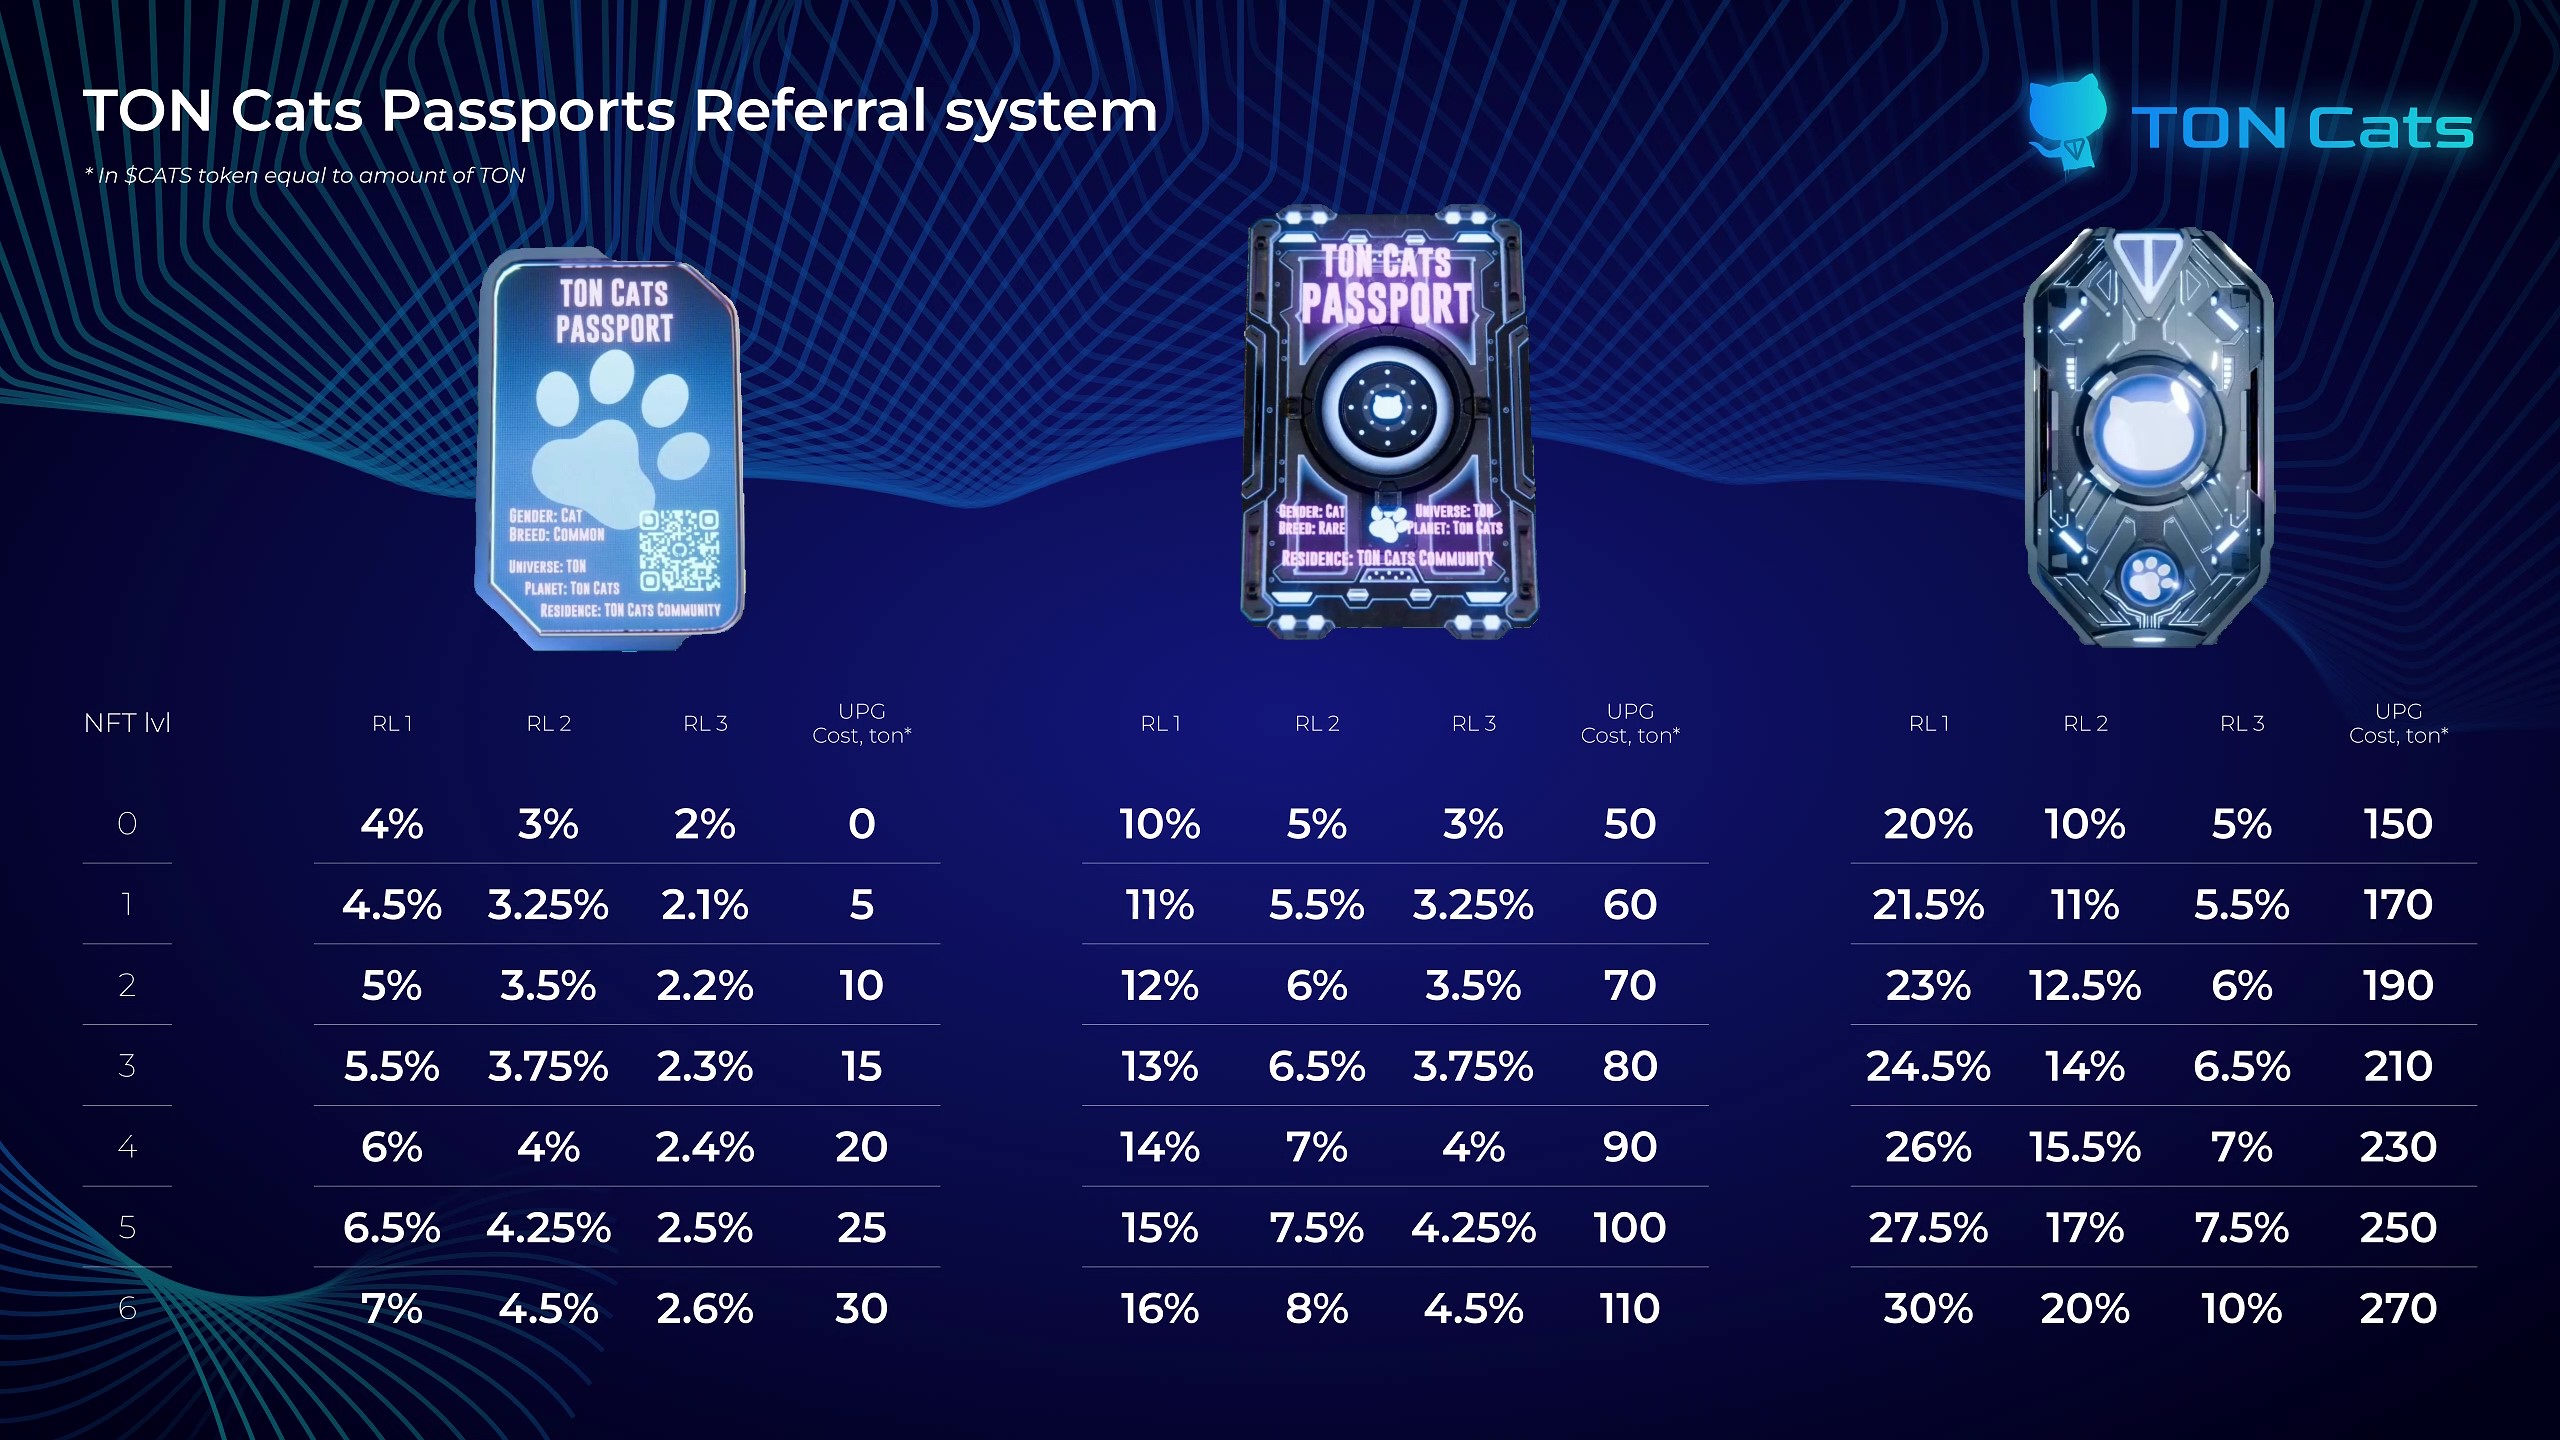 TON Cats Passports Referral system
* In $CATS token equal to amount of TON
TON Cats
TON CATS
PASSPORT
GENDER: CAT
BREED: COMMON
UNIVERSE: TON
PLANET: TON CATS
RESIDENCE: TON CATS COMMUNITY
TON CATS
PASSPORT
GENDER: CAT UNIVERSE: TON
BREED: RARE PLANET: TON CATS
RESIDENCE: TON CATS COMMUNITY
NFT lvl RL 1 RL 2 RL 3 UPG Cost, ton* RL 1 RL 2 RL 3 UPG Cost, ton* RL 1 RL 2 RL 3 UPG Cost, ton*
0 4% 3% 2% 0 10% 5% 3% 50 20% 10% 5% 150
1 4.5% 3.25% 2.1% 5 11% 5.5% 3.25% 60 21.5% 11% 5.5% 170
2 5% 3.5% 2.2% 10 12% 6% 3.5% 70 23% 12.5% 6% 190
3 5.5% 3.75% 2.3% 15 13% 6.5% 3.75% 80 24.5% 14% 6.5% 210
4 6% 4% 2.4% 20 14% 7% 4% 90 26% 15.5% 7% 230
5 6.5% 4.25% 2.5% 25 15% 7.5% 4.25% 100 27.5% 17% 7.5% 250
6 7% 4.5% 2.6% 30 16% 8% 4.5% 110 30% 20% 10% 270